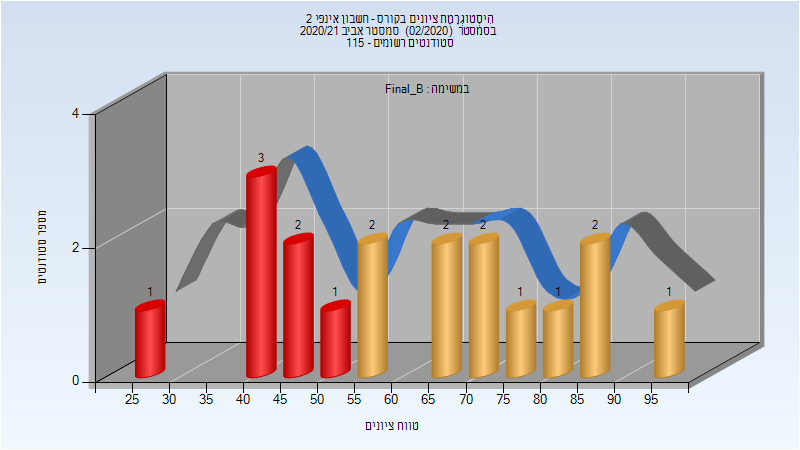 היסטוגרמת ציונים בקורס - חשבון אינפי 2
בסמסטר (02/2020) סמסטר אביב 2020/21
סטודנטים רשומים - 115
במשימה : Final_B
מספר סטודנטים
4
2
0
1
3
2
1
2
2
2
1
1
2
1
25 30 35 40 45 50 55 60 65 70 75 80 85 90 95
טווח ציונים